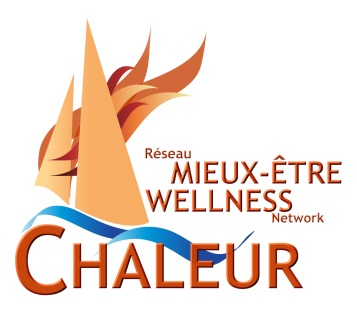 Réseau
MIEUX-ÊTRE
WELLNESS
Network
CHALEUR